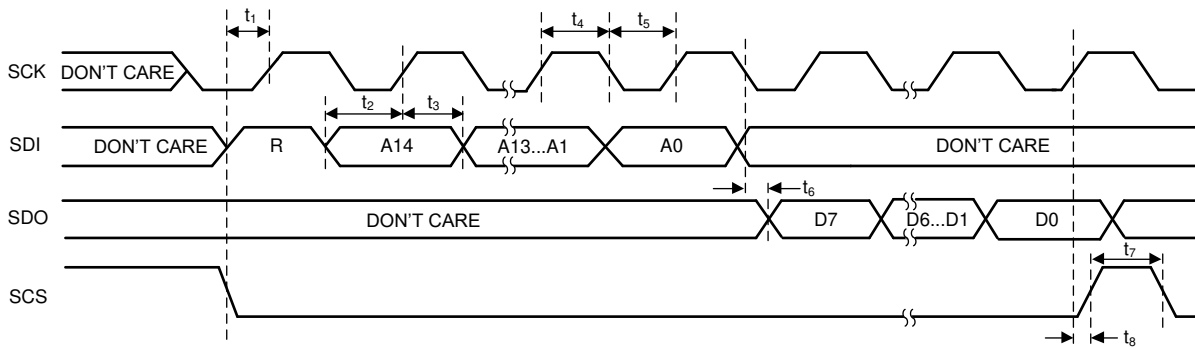 t1 t4 t5
SCK DON'T CARE
t2 t3
SDI DON'T CARE R A14 A13...A1 A0 DON'T CARE
t6
SDO DON'T CARE D7 D6...D1 D0
t7
SCS
t8